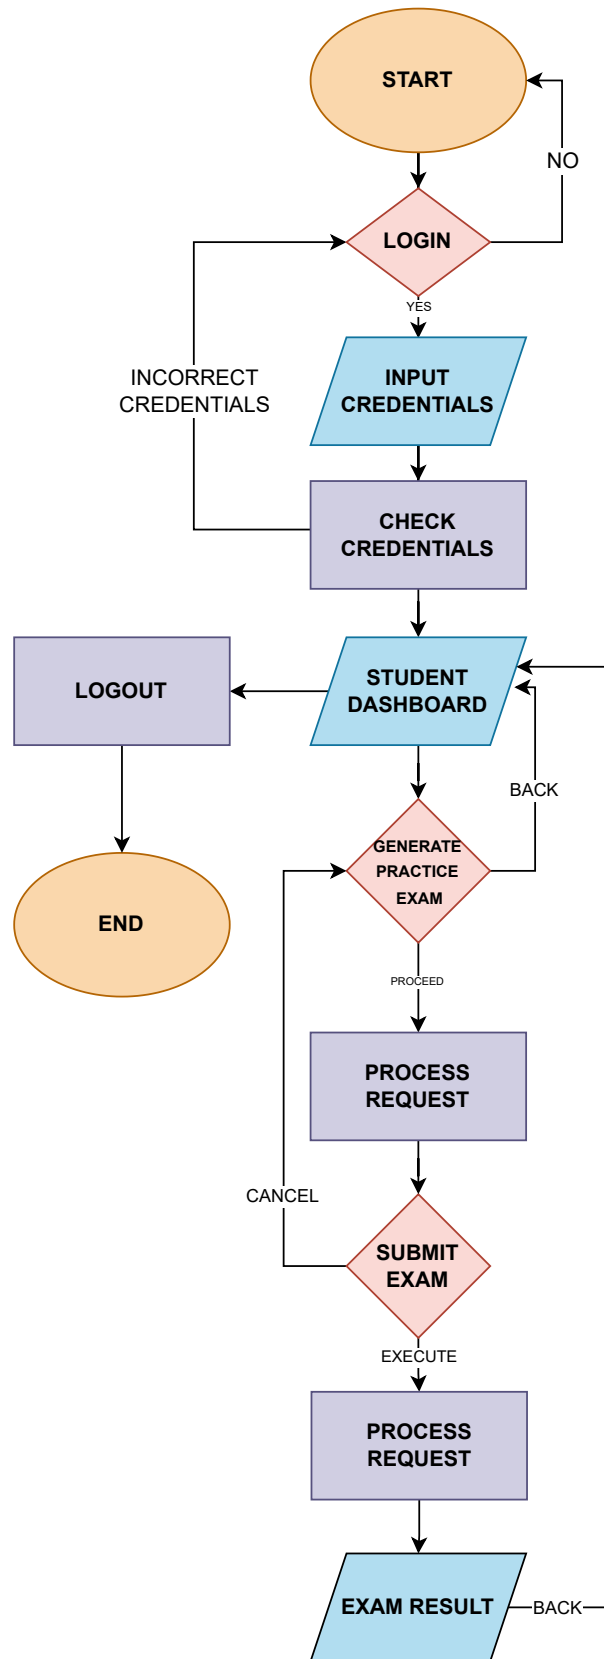 START
NO
LOGIN
YES
INPUT
CREDENTIALS
INCORRECT
CREDENTIALS
CHECK
CREDENTIALS
LOGOUT
STUDENT
DASHBOARD
BACK
GENERATE
PRACTICE
EXAM
END
PROCEED
PROCESS
REQUEST
CANCEL
SUBMIT
EXAM
EXECUTE
PROCESS
REQUEST
EXAM RESULT
BACK